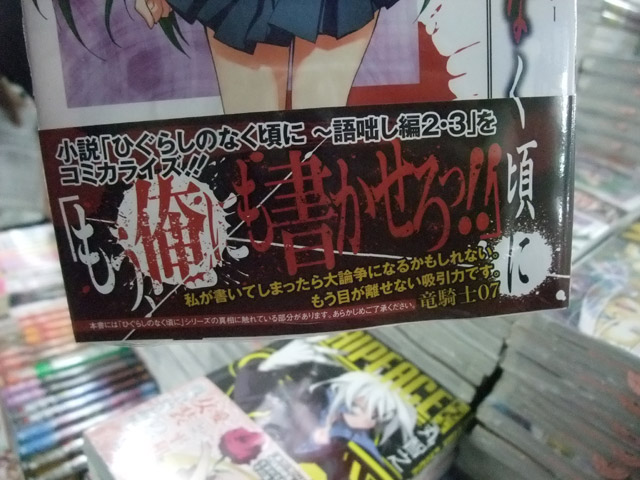 なく頃に
小説「ひぐらしのなく頃に ～語咄し編2・3」を
コミカライズ!!
「もう、俺にも書かせろっ!!」
私が書いてしまったら大論争になるかもしれない。
もう目が離せない吸引力です。
竜騎士07
本書には「ひぐらしのなく頃に」シリーズの真相に触れている部分があります。あらかじめご了承ください。